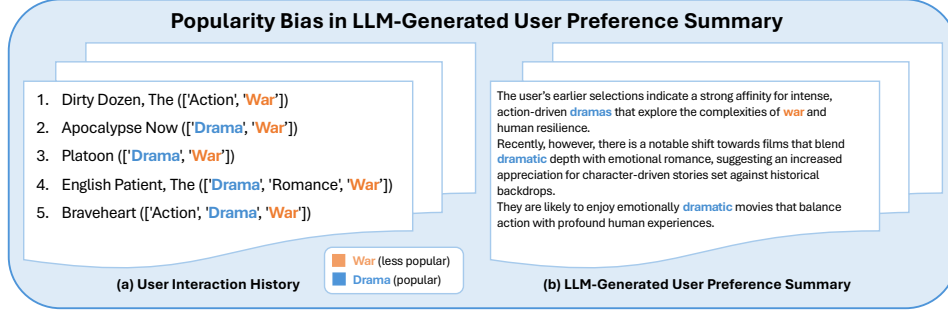 Popularity Bias in LLM-Generated User Preference Summary
1. Dirty Dozen, The (['Action', 'War'])
2. Apocalypse Now (['Drama', 'War'])
3. Platoon (['Drama', 'War'])
4. English Patient, The (['Drama', 'Romance', 'War'])
5. Braveheart (['Action', 'Drama', 'War'])
War (less popular)
Drama (popular)
(a) User Interaction History
The user's earlier selections indicate a strong affinity for intense,
action-driven dramas that explore the complexities of war and
human resilience.
Recently, however, there is a notable shift towards films that blend
dramatic depth with emotional romance, suggesting an increased
appreciation for character-driven stories set against historical
backdrops.
They are likely to enjoy emotionally dramatic movies that balance
action with profound human experiences.
(b) LLM-Generated User Preference Summary